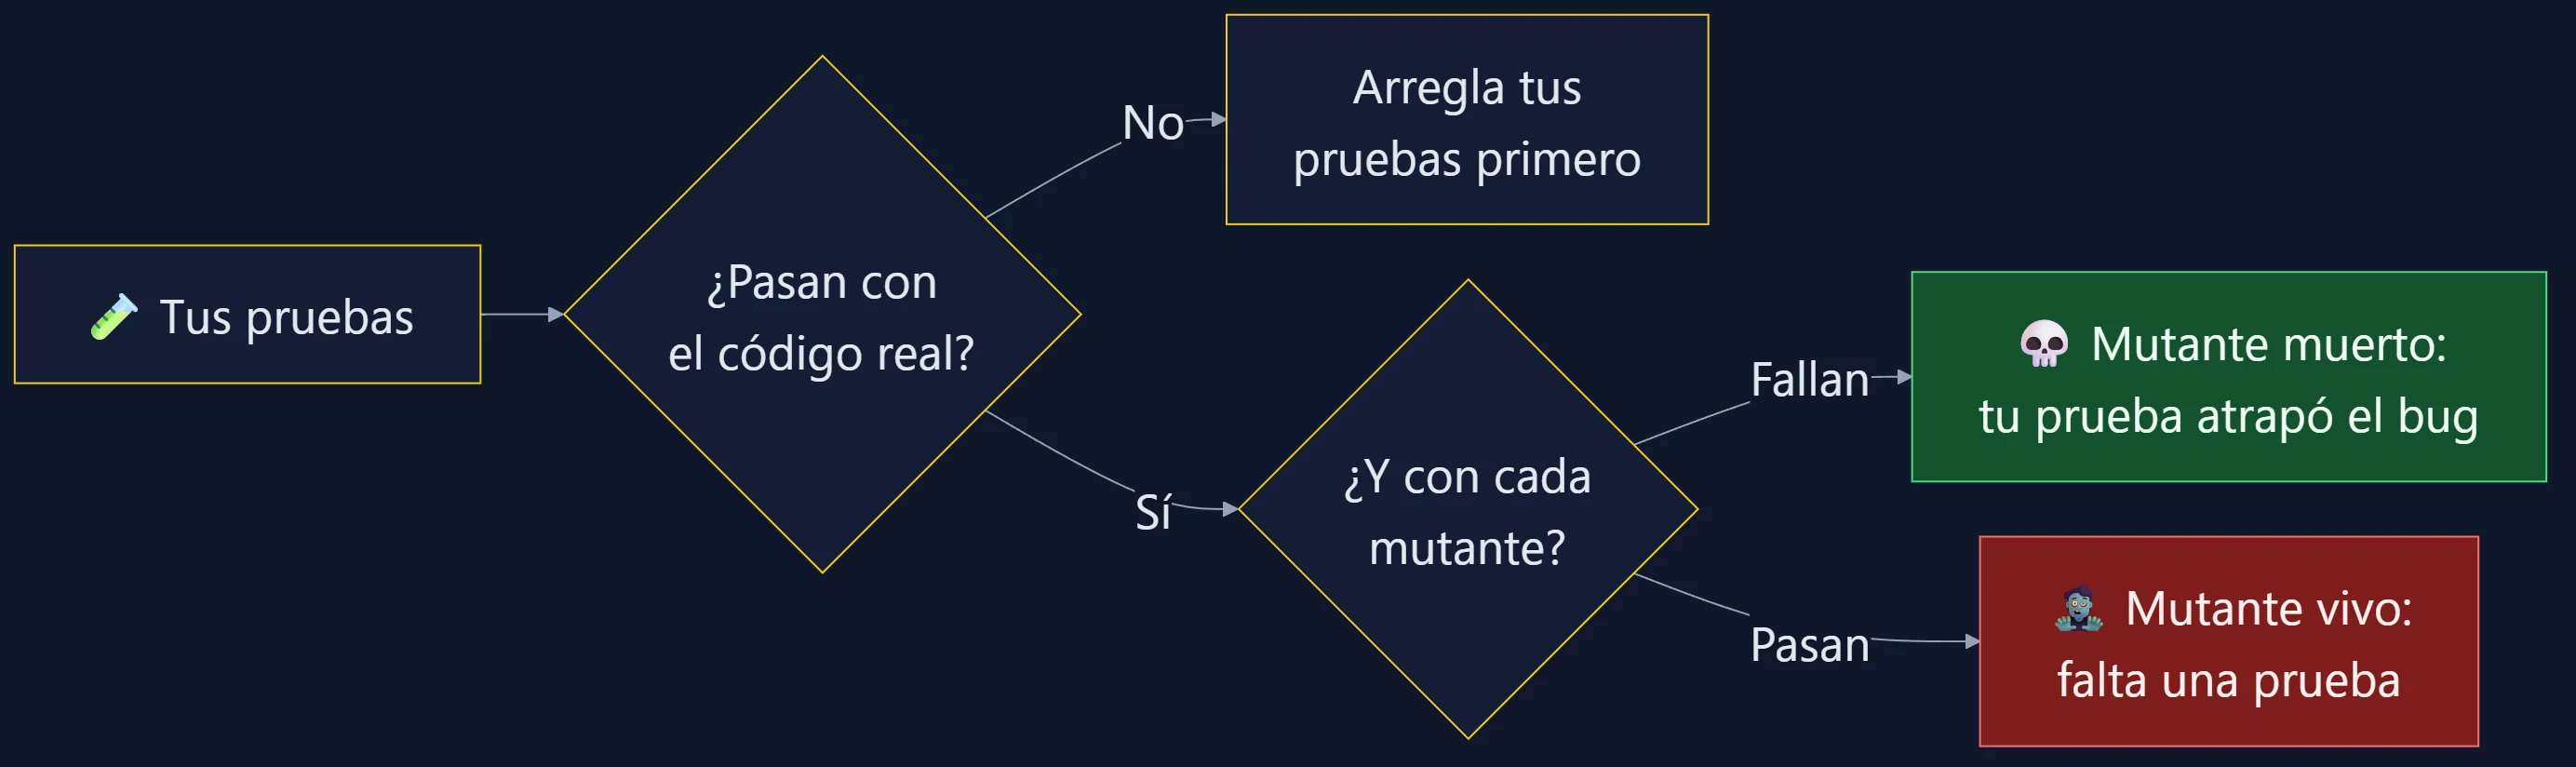 Tus pruebas
¿Pasan con
el código real?
No
Arregla tus
pruebas primero
Sí
¿Y con cada
mutante?
Fallan
Mutante muerto:
tu prueba atrapó el bug
Pasan
Mutante vivo:
falta una prueba